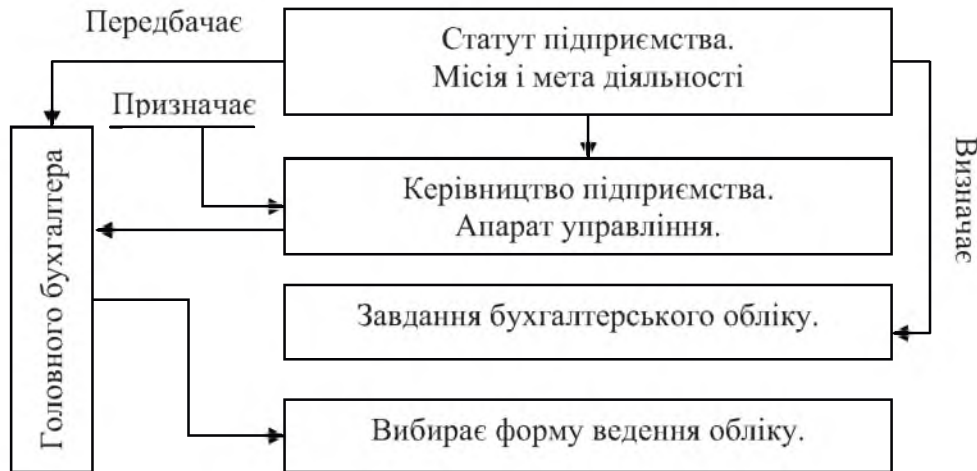 Передбачає
Статут підприємства.
Місія і мета діяльності
Призначає
Керівництво підприємства.
Апарат управління.
Визначає
Головного бухгалтера
Завдання бухгалтерського обліку.
Вибирає форму ведення обліку.